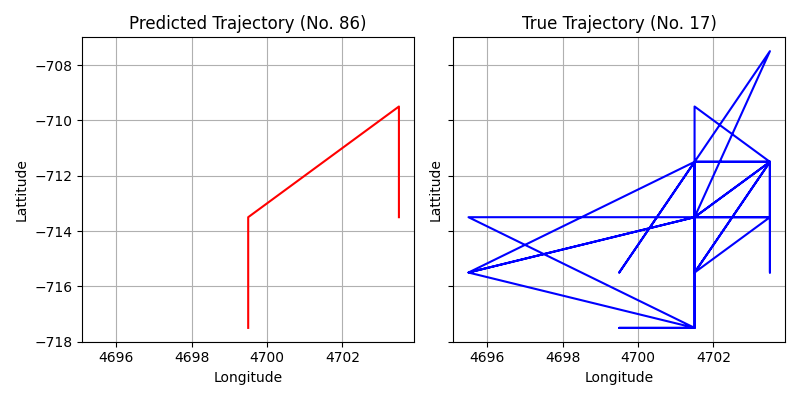 Predicted Trajectory (No. 86)
True Trajectory (No. 17)
−708
−710
−712
−714
−716
−718
Lattitude
Lattitude
4696
4698
4700
4702
4696
4698
4700
4702
Longitude
Longitude